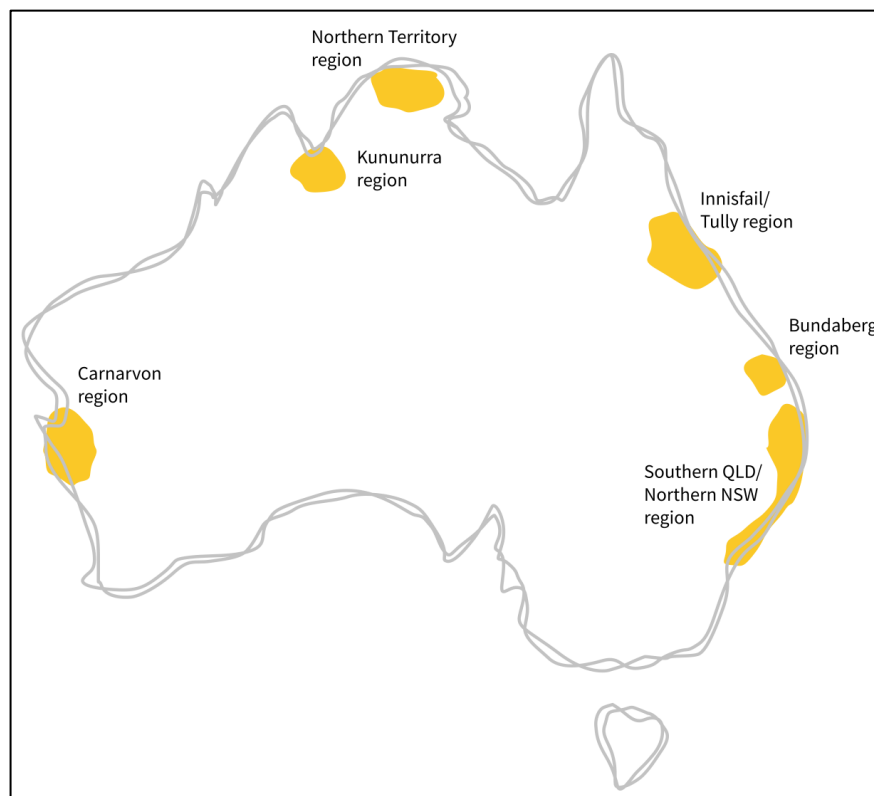 Northern Territory
region
Kununurra
region
Innisfail/
Tully region
Bundaberg
region
Carnarvon
region
Southern QLD/
Northern NSW
region